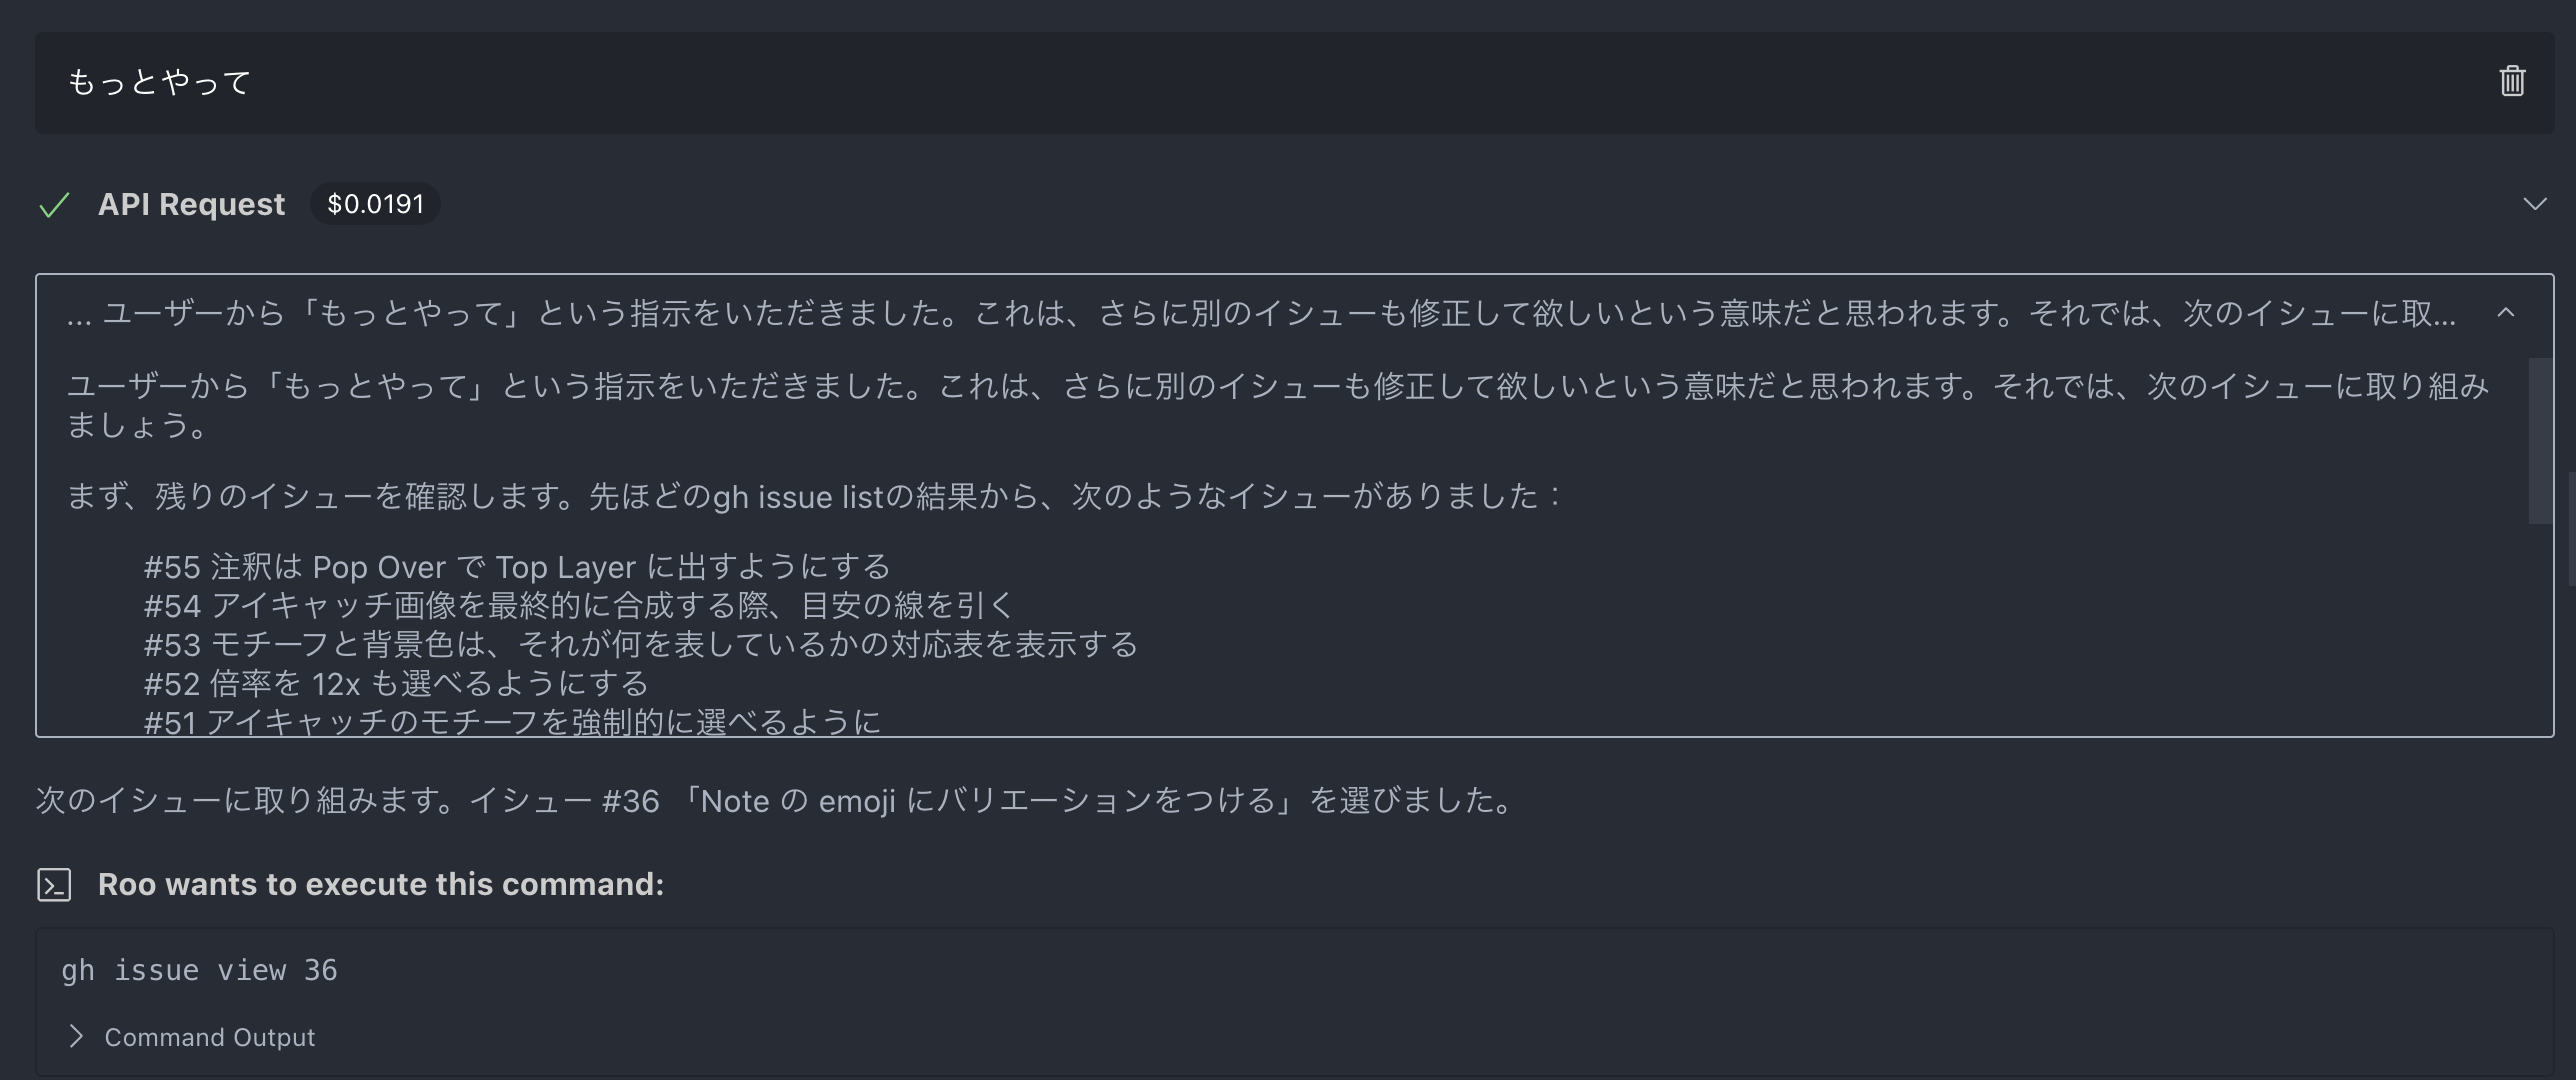 もっとやって
API Request $0.0191
... ユーザーから「もっとやって」という指示をいただきました。これは、さらに別のイシューも修正して欲しいという意味だと思われます。それでは、次のイシューに取...
ユーザーから「もっとやって」という指示をいただきました。これは、さらに別のイシューも修正して欲しいという意味だと思われます。それでは、次のイシューに取り組み
ましょう。
まず、残りのイシューを確認します。先ほどのgh issue listの結果から、次のようなイシューがありました：
#55 注釈は Pop Over で Top Layer に出すようにする
#54 アイキャッチ画像を最終的に合成する際、目安の線を引く
#53 モチーフと背景色は、それが何を表しているかの対応表を表示する
#52 倍率を 12x も選べるようにする
#51 アイキャッチのモチーフを強制的に選べるように
次のイシューに取り組みます。イシュー #36 「Note の emoji にバリエーションをつける」を選びました。
Roo wants to execute this command:
gh issue view 36
Command Output